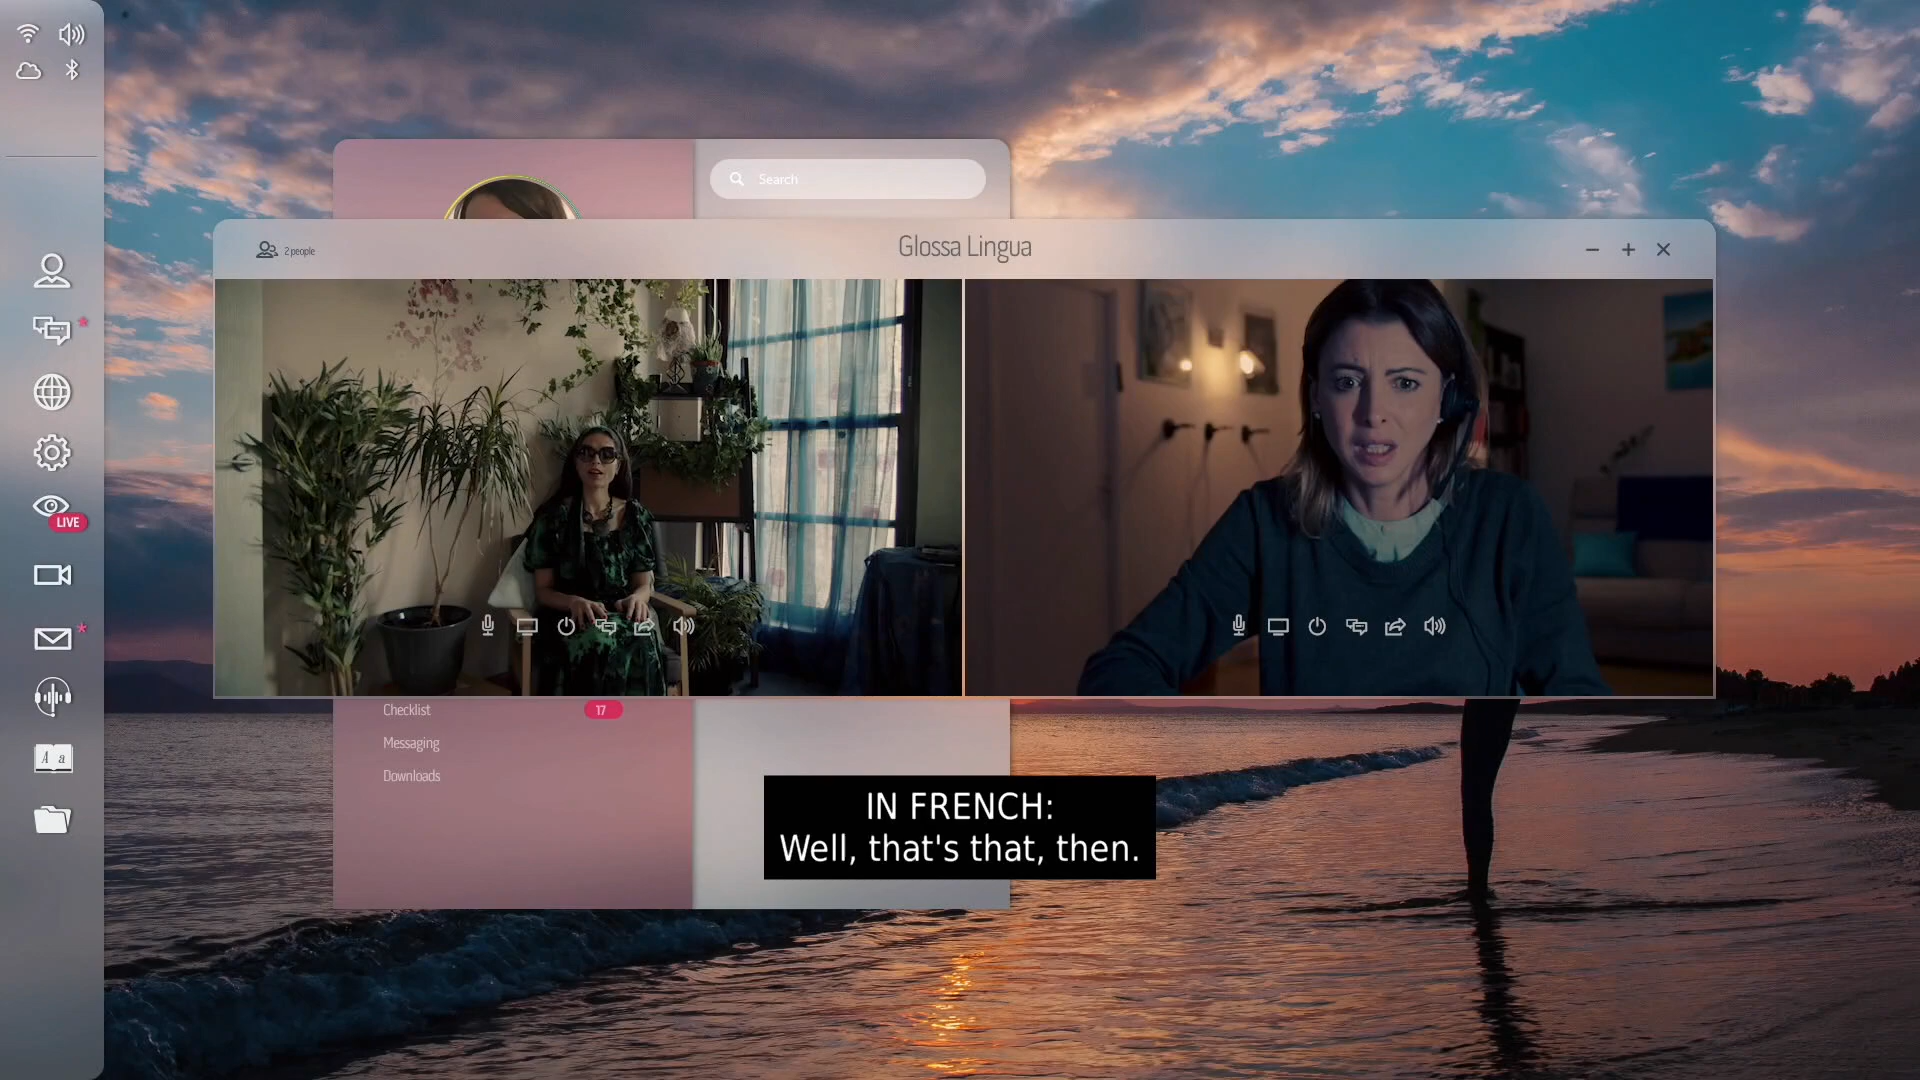 Search
2 people
Glossa Lingua
LIVE
A a
Checklist
17
Messaging
Downloads
IN FRENCH:
Well, that's that, then.